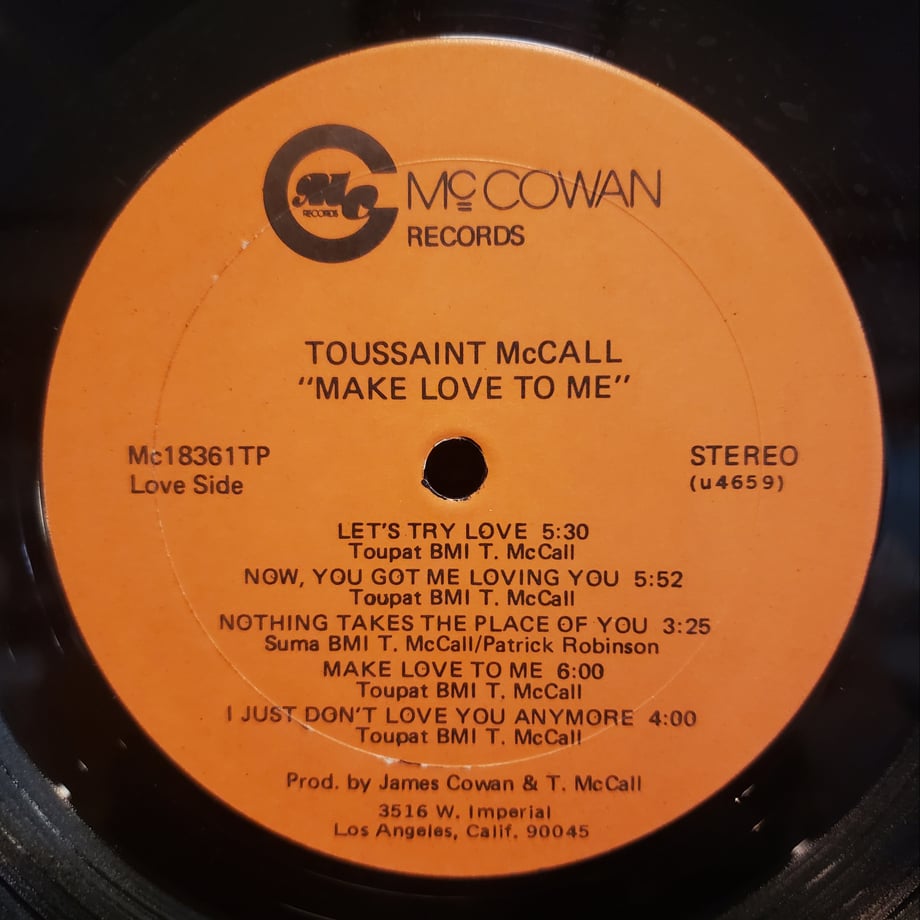 Mc
RECORDS
McCOWAN
RECORDS
TOUSSAINT McCALL
"MAKE LOVE TO ME"
Mc18361TP
Love Side
STEREO
(u4659)
LET'S TRY LOVE 5:30
Toupat BMI T. McCall
NOW, YOU GOT ME LOVING YOU 5:52
Toupat BMI T. McCall
NOTHING TAKES THE PLACE OF YOU 3:25
Suma BMI T. McCall/Patrick Robinson
MAKE LOVE TO ME 6:00
Toupat BMI T. McCall
I JUST DON'T LOVE YOU ANYMORE 4:00
Toupat BMI T. McCall
Prod. by James Cowan & T. McCall
3516 W. Imperial
Los Angeles, Calif. 90045